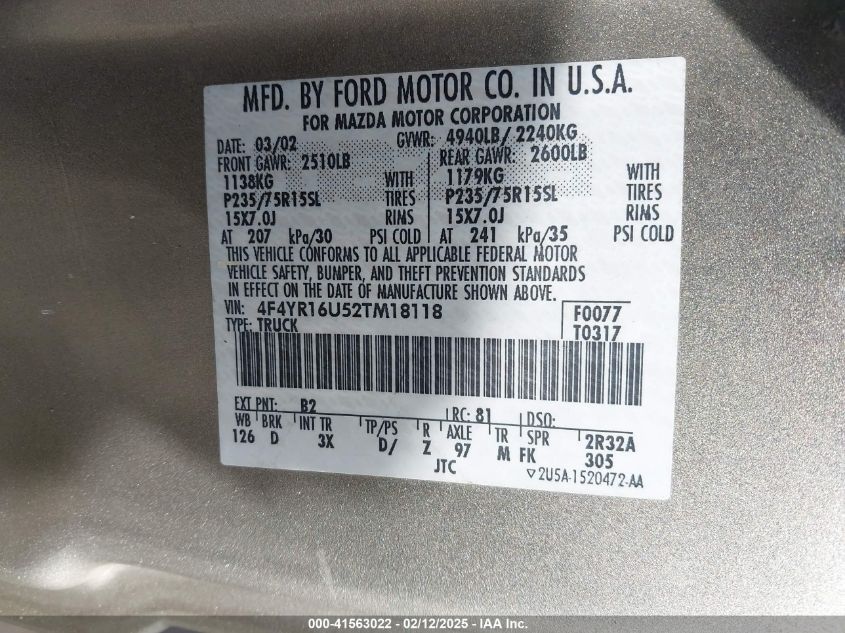 MFD. BY FORD MOTOR CO. IN U.S.A.
FOR MAZDA MOTOR CORPORATION
DATE: 03/02 GVWR: 4940LB/ 2240KG
FRONT GAWR: 2510LB REAR GAWR: 2600LB
1138KG WITH 1179KG WITH
P235/75R15SL TIRES P235/75R15SL TIRES
15X7.0J RIMS 15X7.0J RIMS
AT 207 kPa/30 PSI COLD AT 241 kPa/35 PSI COLD
THIS VEHICLE CONFORMS TO ALL APPLICABLE FEDERAL MOTOR
VEHICLE SAFETY, BUMPER, AND THEFT PREVENTION STANDARDS
IN EFFECT ON THE DATE OF MANUFACTURE SHOWN ABOVE.
VIN: 4F4YR16U52TM18118 F0077
TYPE: TRUCK T0317
EXT PNT: B2 RC: 81 DSO:
WB BRK INT TR TP/PS R AXLE TR SPR 2R32A
126 D 3X D/ Z 97 M FK 305
JTC ▽2U5A-1520472-AA
000-41563022 - 02/12/2025 - IAA Inc.